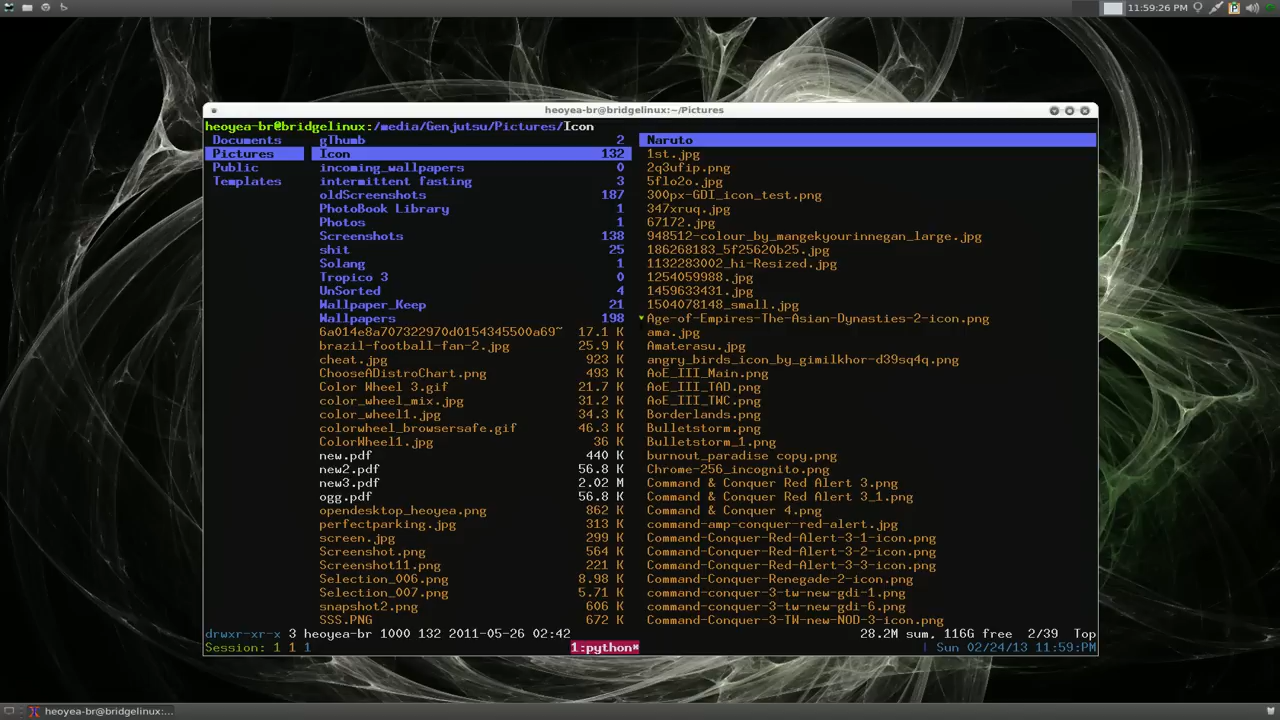 11:59:26 PM
heoyea-br@bridgelinux:~/Pictures
heoyea-br@bridgelinux:/media/Genjutsu/Pictures/Icon
Documents gThumb 2 Naruto
Pictures Icon 132 1st.jpg
Public incoming_wallpapers 0 2q3ufip.png
Templates intermittent fasting 3 5flo2o.jpg
oldScreenshots 187 300px-GDI_icon_test.png
PhotoBook Library 1 347xruq.jpg
Photos 1 67172.jpg
Screenshots 138 948512-colour_by_mangekyourinnegan_large.jpg
shit 25 186268183_5f25620b25.jpg
Solang 1 1132283002_hi-Resized.jpg
Tropico 3 0 1254059988.jpg
UnSorted 4 1459633431.jpg
Wallpaper_Keep 21 1504078148_small.jpg
Wallpapers 198 Age-of-Empires-The-Asian-Dynasties-2-icon.png
6a014e8a707322970d0154345500a69~ 17.1 K ama.jpg
brazil-football-fan-2.jpg 25.9 K Amaterasu.jpg
cheat.jpg 923 K angry_birds_icon_by_gimilkhor-d39sq4q.png
ChooseADistroChart.png 493 K AoE_III_Main.png
Color Wheel 3.gif 21.7 K AoE_III_TAD.png
color_wheel_mix.jpg 31.2 K AoE_III_TWC.png
color_wheel1.jpg 34.3 K Borderlands.png
colorwheel_browsersafe.gif 46.3 K Bulletstorm.png
ColorWheel1.jpg 36 K Bulletstorm_1.png
new.pdf 440 K burnout_paradise copy.png
new2.pdf 56.8 K Chrome-256_incognito.png
new3.pdf 2.02 M Command & Conquer Red Alert 3.png
ogg.pdf 56.8 K Command & Conquer Red Alert 3_1.png
opendesktop_heoyea.png 862 K Command & Conquer 4.png
perfectparking.jpg 313 K command-amp-conquer-red-alert.jpg
screen.jpg 299 K Command-Conquer-Red-Alert-3-1-icon.png
Screenshot.png 564 K Command-Conquer-Red-Alert-3-2-icon.png
Screenshot11.png 221 K Command-Conquer-Red-Alert-3-3-icon.png
Selection_006.png 8.98 K Command-Conquer-Renegade-2-icon.png
Selection_007.png 5.71 K command-conquer-3-tw-new-gdi-1.png
snapshot2.png 606 K command-conquer-3-tw-new-gdi-6.png
SSS.PNG 672 K Command-Conquer-3-TW-new-NOD-3-icon.png
drwxr-xr-x 3 heoyea-br 1000 132 2011-05-26 02:42 28.2M sum, 116G free 2/39 Top
Session: 1 1 1 1:python* | Sun 02/24/13 11:59:PM
heoyea-br@bridgelinux:...